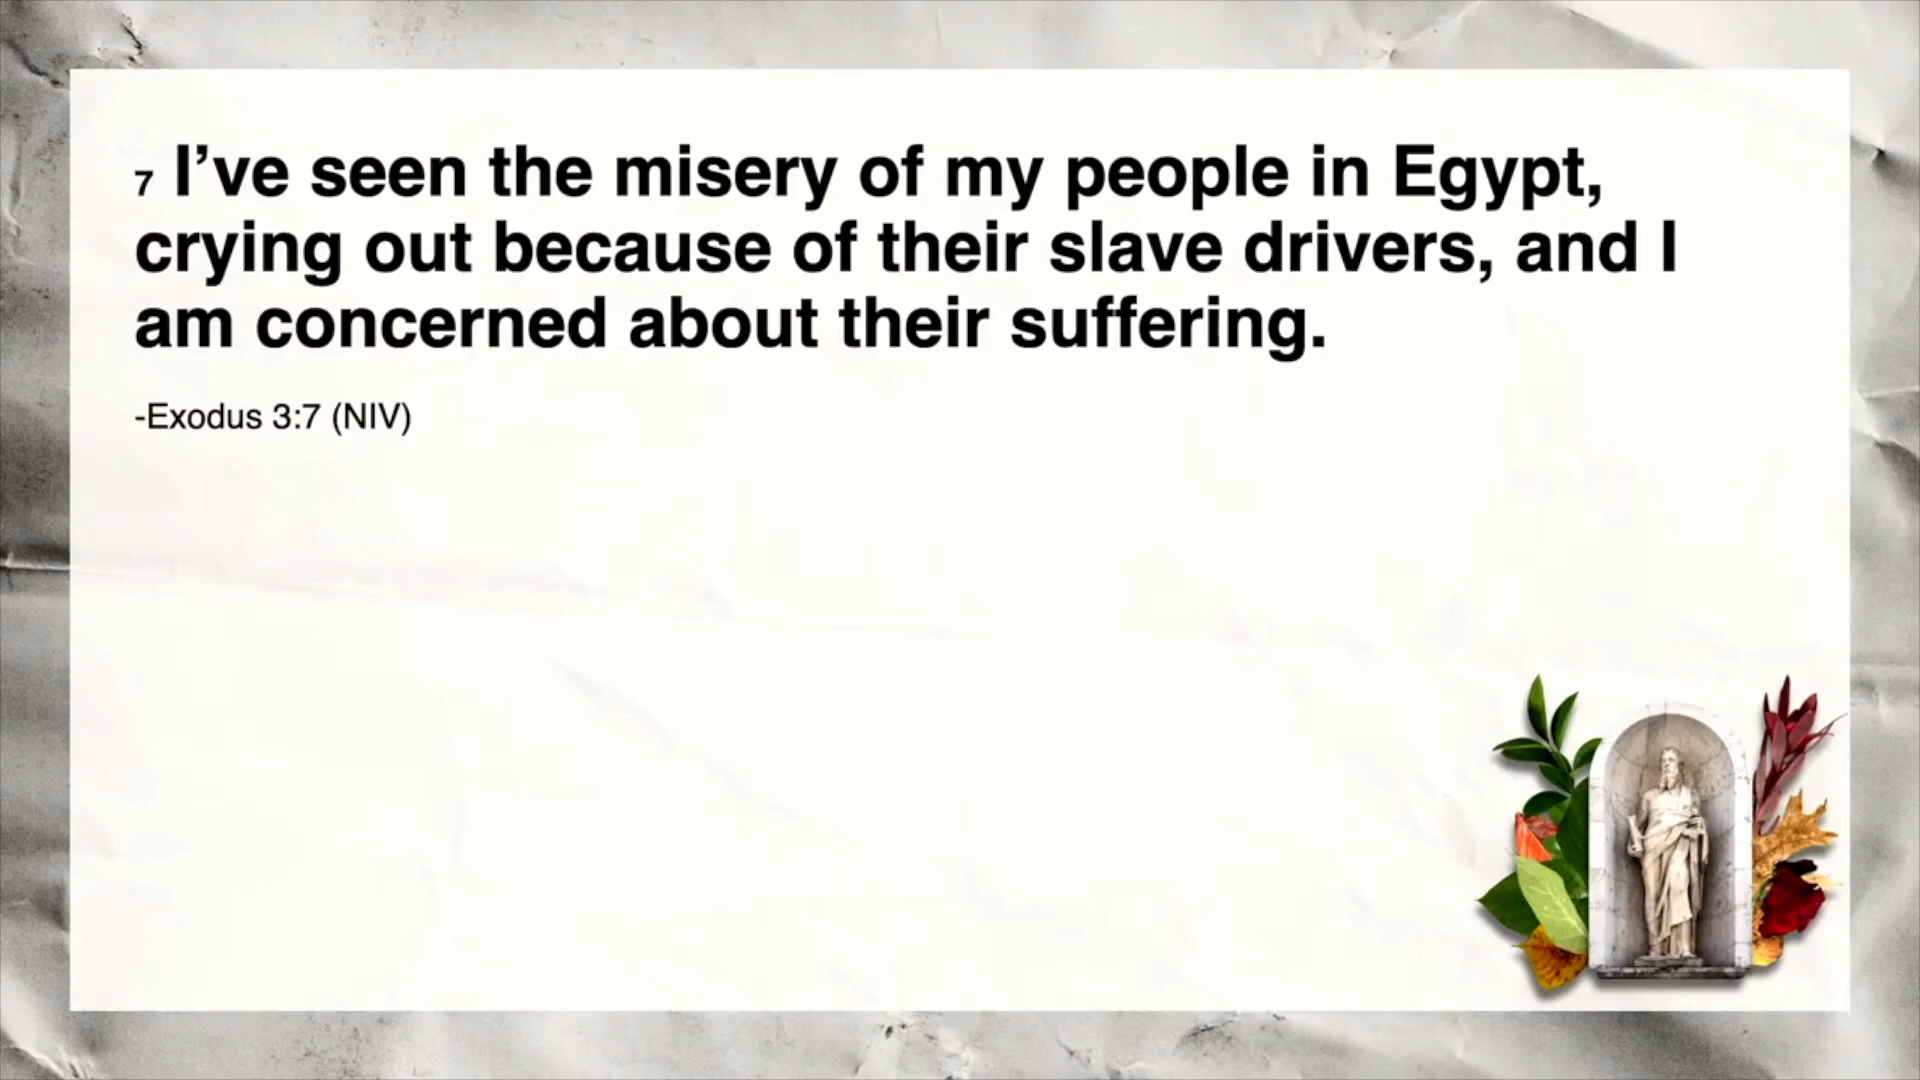 7 I’ve seen the misery of my people in Egypt,
crying out because of their slave drivers, and I
am concerned about their suffering.
-Exodus 3:7 (NIV)